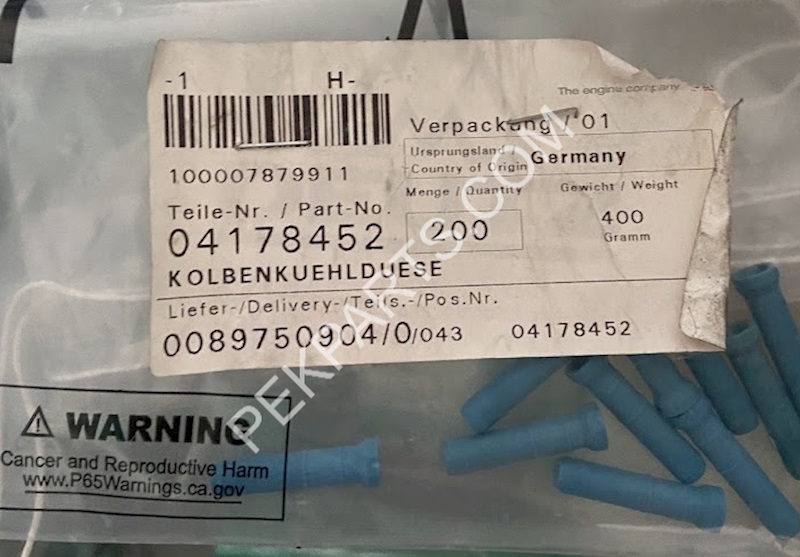 -1 H-
The engine company
100007879911
Verpackung / 01
Ursprungsland /
Country of Origin Germany
Menge / Quantity Gewicht / Weight
200 400
Gramm
Teile-Nr. / Part-No.
04178452
KOLBENKUEHLDUESE
Liefer-/Delivery-/Teils.-/Pos.Nr.
0089750904/0/043 04178452
PEKPARTS.COM
WARNING
Cancer and Reproductive Harm
www.P65Warnings.ca.gov